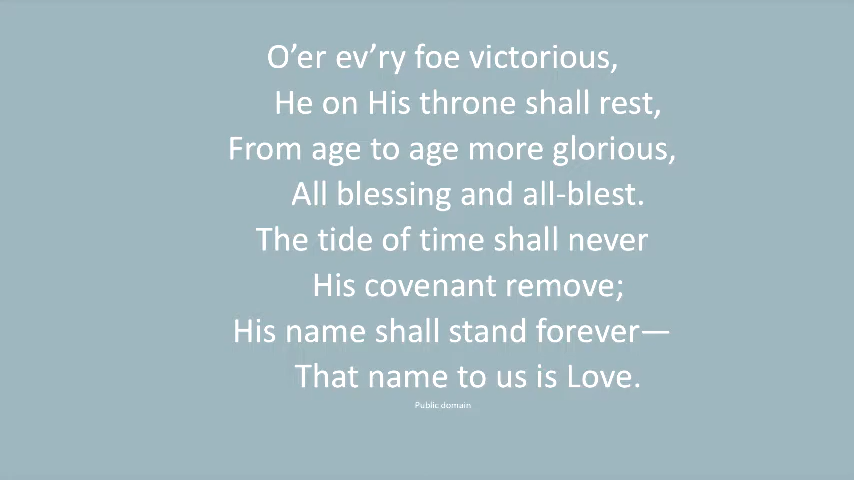 O’er ev’ry foe victorious,
He on His throne shall rest,
From age to age more glorious,
All blessing and all-blest.
The tide of time shall never
His covenant remove;
His name shall stand forever—
That name to us is Love.
Public domain